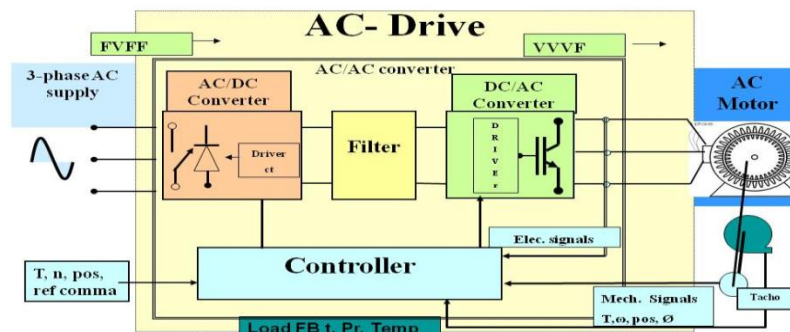 AC- Drive
FVFF
VVVF
3-phase AC
supply
AC/AC converter
AC/DC
Converter
DC/AC
Converter
AC
Motor
Filter
Driver
ct
DRIVEr
Elec. signals
Controller
T, n, pos,
ref comma
Mech. Signals
T,ω, pos, Ø
Tacho
Load FB t. Pr. Temp